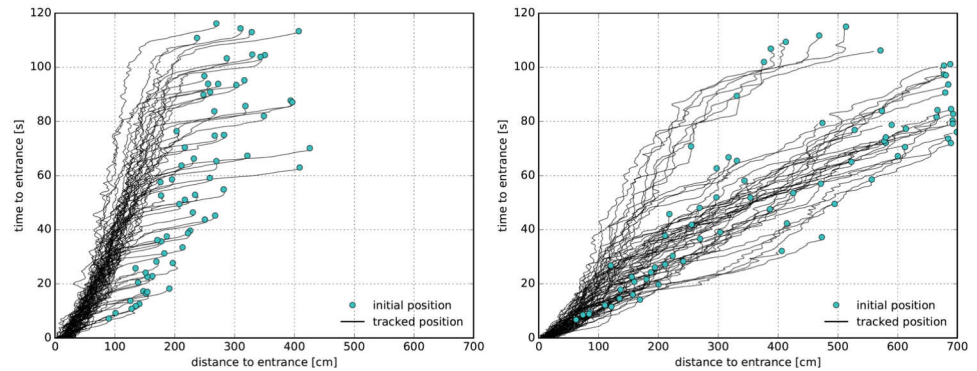 120
100
80
60
40
20
0
time to entrance [s]
initial position
tracked position
0 100 200 300 400 500 600 700
distance to entrance [cm]
120
100
80
60
40
20
0
time to entrance [s]
initial position
tracked position
0 100 200 300 400 500 600 700
distance to entrance [cm]